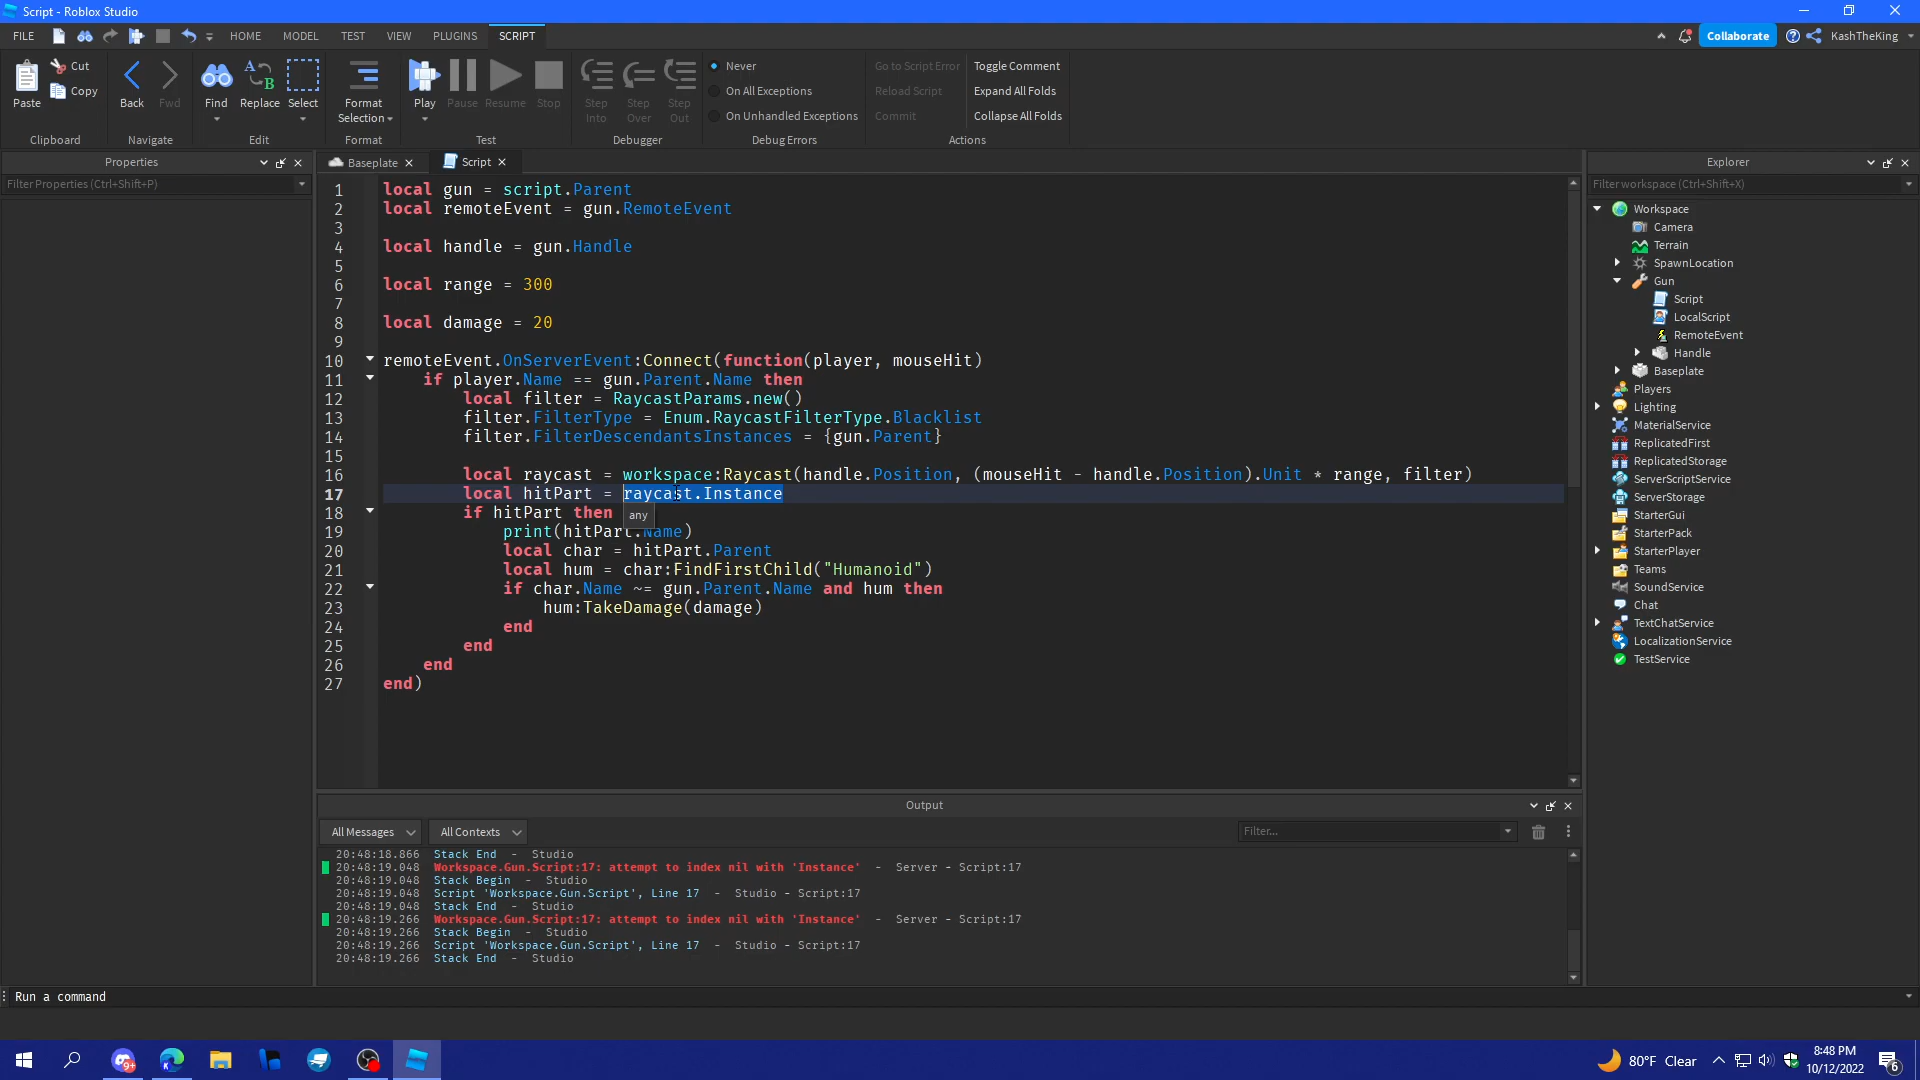 Script - Roblox Studio
FILE HOME MODEL TEST VIEW PLUGINS SCRIPT Collaborate KashTheKing
Paste Cut Copy Back Fwd Find Replace Select Format Selection Play Pause Resume Stop Step Into Step Over Step Out
Never
On All Exceptions
On Unhandled Exceptions
Go to Script Error
Reload Script
Commit
Toggle Comment
Expand All Folds
Collapse All Folds
Clipboard Navigate Edit Format Test Debugger Debug Errors Actions
Properties
Filter Properties (Ctrl+Shift+P)
Baseplate Script
1 local gun = script.Parent
2 local remoteEvent = gun.RemoteEvent
3
4 local handle = gun.Handle
5
6 local range = 300
7
8 local damage = 20
9
10 remoteEvent.OnServerEvent:Connect(function(player, mouseHit)
11 if player.Name == gun.Parent.Name then
12 local filter = RaycastParams.new()
13 filter.FilterType = Enum.RaycastFilterType.Blacklist
14 filter.FilterDescendantsInstances = {gun.Parent}
15
16 local raycast = workspace:Raycast(handle.Position, (mouseHit - handle.Position).Unit * range, filter)
17 local hitPart = raycast.Instance
18 if hitPart then
any
19 print(hitPart.Name)
20 local char = hitPart.Parent
21 local hum = char:FindFirstChild("Humanoid")
22 if char.Name ~= gun.Parent.Name and hum then
23 hum:TakeDamage(damage)
24 end
25 end
26 end
27 end)
Explorer
Filter workspace (Ctrl+Shift+X)
Workspace
Camera
Terrain
SpawnLocation
Gun
Script
LocalScript
RemoteEvent
Handle
Baseplate
Players
Lighting
MaterialService
ReplicatedFirst
ReplicatedStorage
ServerScriptService
ServerStorage
StarterGui
StarterPack
StarterPlayer
Teams
SoundService
Chat
TextChatService
LocalizationService
TestService
Output
All Messages All Contexts Filter...
20:48:18.866 Stack End - Studio
20:48:19.048 Workspace.Gun.Script:17: attempt to index nil with 'Instance' - Server - Script:17
20:48:19.048 Stack Begin - Studio
20:48:19.048 Script 'Workspace.Gun.Script', Line 17 - Studio - Script:17
20:48:19.048 Stack End - Studio
20:48:19.266 Workspace.Gun.Script:17: attempt to index nil with 'Instance' - Server - Script:17
20:48:19.266 Stack Begin - Studio
20:48:19.266 Script 'Workspace.Gun.Script', Line 17 - Studio - Script:17
20:48:19.266 Stack End - Studio
Run a command
9+
80°F Clear
8:48 PM
10/12/2022
6